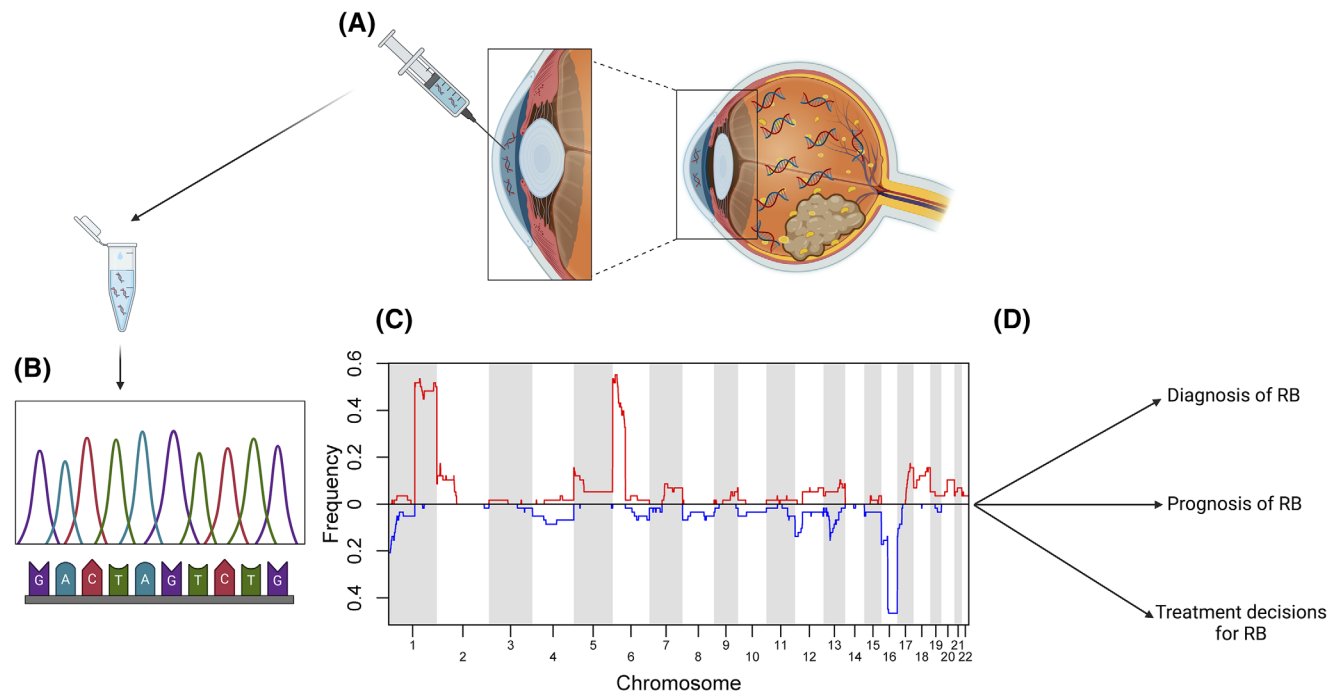 (A)
(B)
G A C T A G T C T G
(C)
Frequency
0.6
0.4
0.2
0
0.2
0.4
1 2 3 4 5 6 7 8 9 10 11 12 13 14 15 16 17 18 19 20 21 22
Chromosome
(D)
Diagnosis of RB
Prognosis of RB
Treatment decisions
for RB